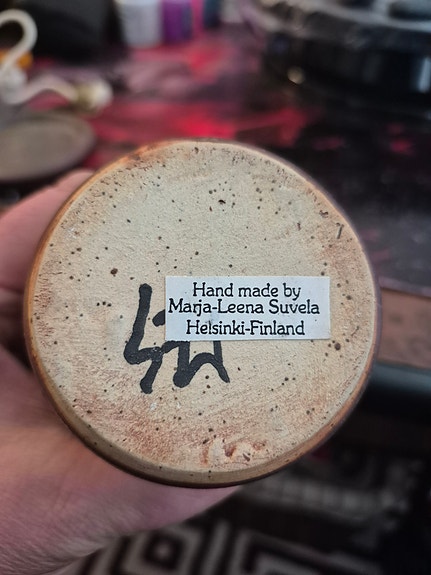 Hand made by
Marja-Leena Suvela
Helsinki-Finland